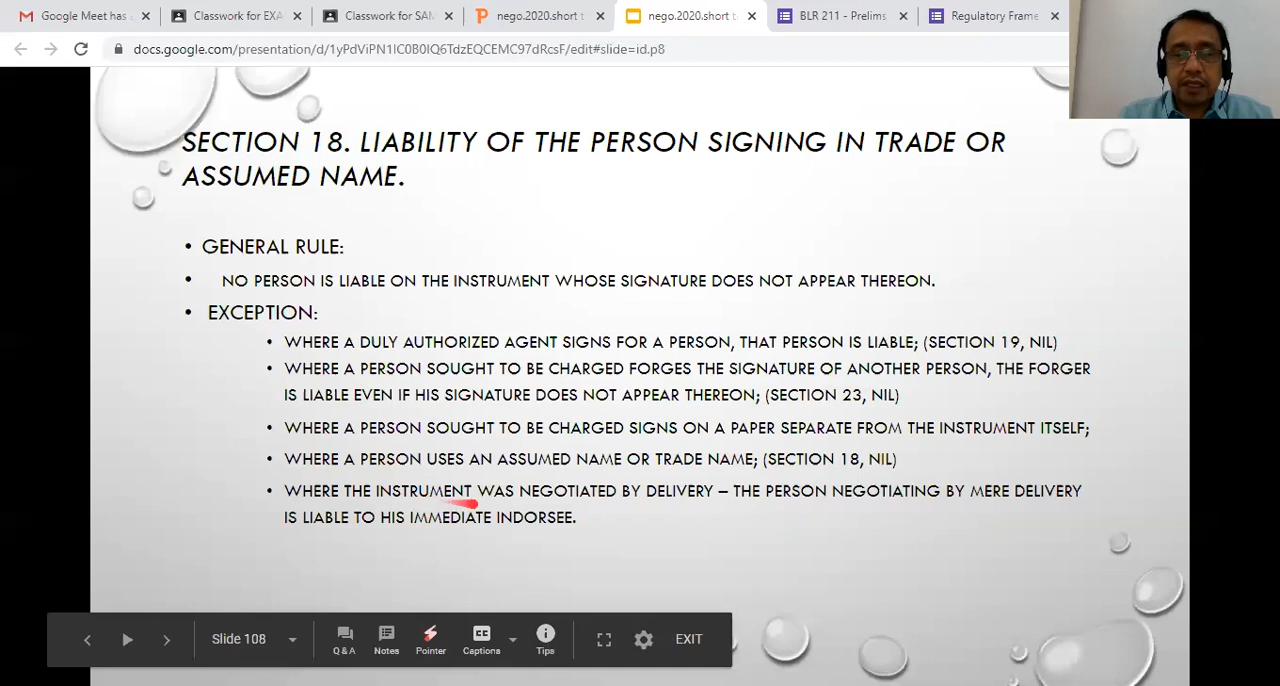 Google Meet has
Classwork for EXA
Classwork for SAM
nego.2020.short t
nego.2020.short t
BLR 211 - Prelims
Regulatory Frame
docs.google.com/presentation/d/1yPdViPN1lC0B0IQ6TdzEQCEMC97dRcsF/edit#slide=id.p8
SECTION 18. LIABILITY OF THE PERSON SIGNING IN TRADE OR
ASSUMED NAME.
• GENERAL RULE:
• NO PERSON IS LIABLE ON THE INSTRUMENT WHOSE SIGNATURE DOES NOT APPEAR THEREON.
• EXCEPTION:
• WHERE A DULY AUTHORIZED AGENT SIGNS FOR A PERSON, THAT PERSON IS LIABLE; (SECTION 19, NIL)
• WHERE A PERSON SOUGHT TO BE CHARGED FORGES THE SIGNATURE OF ANOTHER PERSON, THE FORGER
IS LIABLE EVEN IF HIS SIGNATURE DOES NOT APPEAR THEREON; (SECTION 23, NIL)
• WHERE A PERSON SOUGHT TO BE CHARGED SIGNS ON A PAPER SEPARATE FROM THE INSTRUMENT ITSELF;
• WHERE A PERSON USES AN ASSUMED NAME OR TRADE NAME; (SECTION 18, NIL)
• WHERE THE INSTRUMENT WAS NEGOTIATED BY DELIVERY – THE PERSON NEGOTIATING BY MERE DELIVERY
IS LIABLE TO HIS IMMEDIATE INDORSEE.
Slide 108
Q & A
Notes
Pointer
CC
Captions
Tips
EXIT